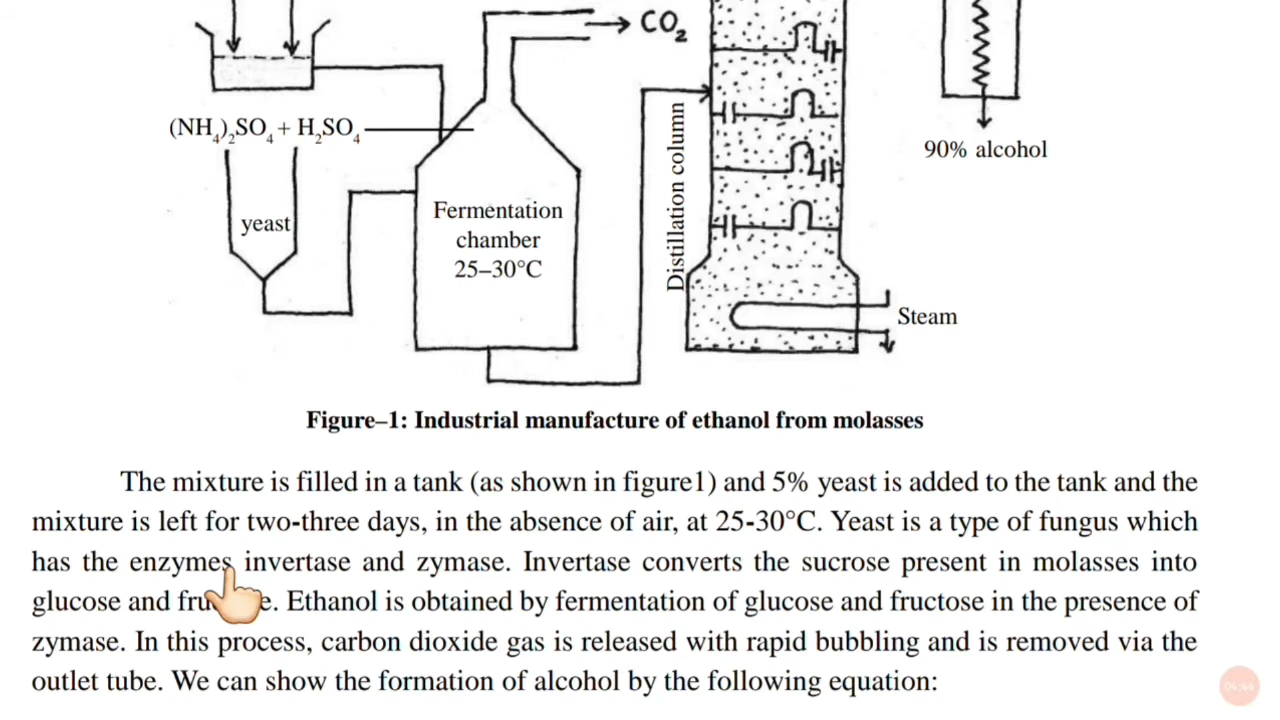 CO₂
(NH₄)₂SO₄ + H₂SO₄
90% alcohol
yeast
Fermentation
chamber
25–30°C
Distillation column
Steam
Figure–1: Industrial manufacture of ethanol from molasses
The mixture is filled in a tank (as shown in figure1) and 5% yeast is added to the tank and the
mixture is left for two-three days, in the absence of air, at 25-30°C. Yeast is a type of fungus which
has the enzymes invertase and zymase. Invertase converts the sucrose present in molasses into
glucose and Ethanol is obtained by fermentation of glucose and fructose in the presence of
zymase. In this process, carbon dioxide gas is released with rapid bubbling and is removed via the
outlet tube. We can show the formation of alcohol by the following equation: